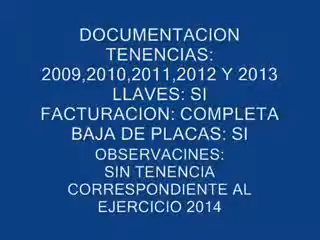 DOCUMENTACION
TENENCIAS:
2009,2010,2011,2012 Y 2013
LLAVES: SI
FACTURACION: COMPLETA
BAJA DE PLACAS: SI
OBSERVACINES:
SIN TENENCIA
CORRESPONDIENTE AL
EJERCICIO 2014